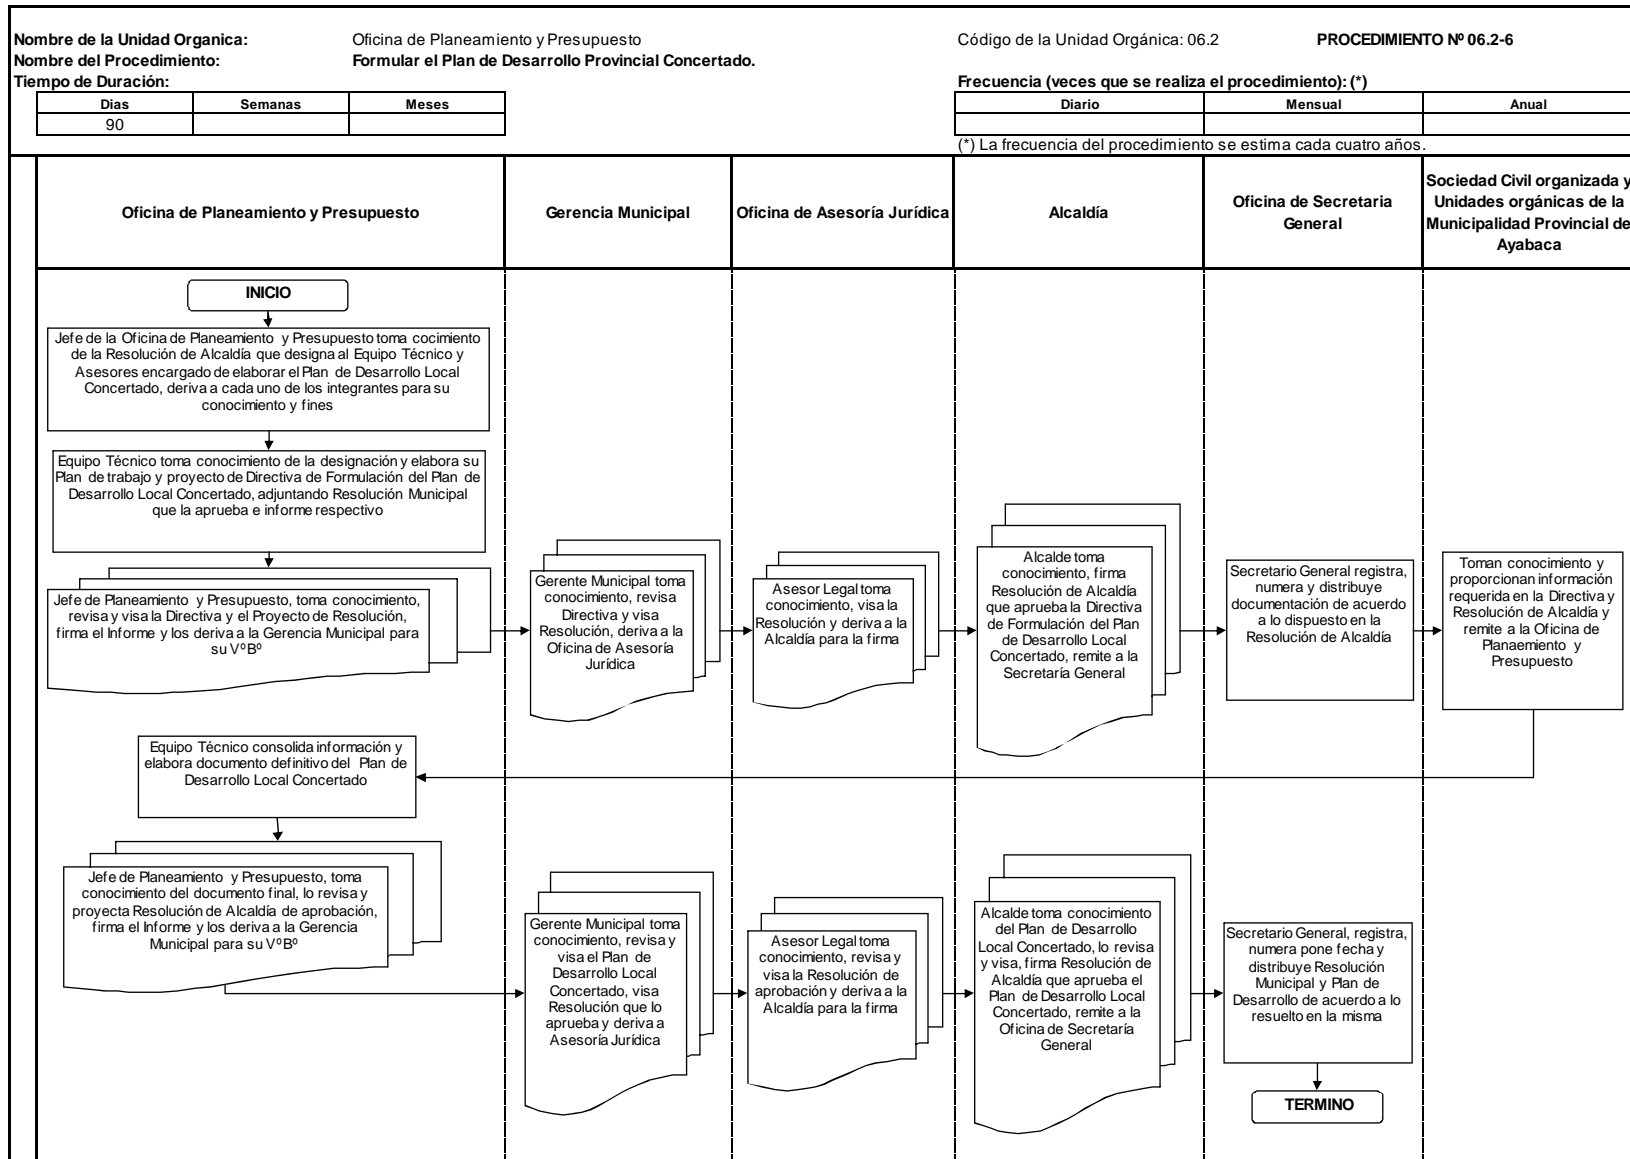 Nombre de la Unidad Organica: Oficina de Planeamiento y Presupuesto Código de la Unidad Orgánica: 06.2 PROCEDIMIENTO Nº 06.2-6
Nombre del Procedimiento: Formular el Plan de Desarrollo Provincial Concertado.
Tiempo de Duración: Frecuencia (veces que se realiza el procedimiento): (*)
Dias Semanas Meses Diario Mensual Anual
90
(*) La frecuencia del procedimiento se estima cada cuatro años.
Oficina de Planeamiento y Presupuesto
Gerencia Municipal
Oficina de Asesoría Jurídica
Alcaldía
Oficina de Secretaria
General
Sociedad Civil organizada y
Unidades orgánicas de la
Municipalidad Provincial de
Ayabaca
INICIO
Jefe de la Oficina de Planeamiento y Presupuesto toma cocimiento
de la Resolución de Alcaldía que designa al Equipo Técnico y
Asesores encargado de elaborar el Plan de Desarrollo Local
Concertado, deriva a cada uno de los integrantes para su
conocimiento y fines
Equipo Técnico toma conocimiento de la designación y elabora su
Plan de trabajo y proyecto de Directiva de Formulación del Plan de
Desarrollo Local Concertado, adjuntando Resolución Municipal
que la aprueba e informe respectivo
Jefe de Planeamiento y Presupuesto, toma conocimiento,
revisa y visa la Directiva y el Proyecto de Resolución,
firma el Informe y los deriva a la Gerencia Municipal para
su VºBº
Gerente Municipal toma
conocimiento, revisa
Directiva y visa
Resolución, deriva a la
Oficina de Asesoría
Jurídica
Asesor Legal toma
conocimiento, visa la
Resolución y deriva a la
Alcaldía para la firma
Alcalde toma
conocimiento, firma
Resolución de Alcaldía
que aprueba la Directiva
de Formulación del Plan
de Desarrollo Local
Concertado, remite a la
Secretaría General
Secretario General registra,
numera y distribuye
documentación de acuerdo
a lo dispuesto en la
Resolución de Alcaldía
Toman conocimiento y
proporcionan información
requerida en la Directiva y
Resolución de Alcaldía y
remite a la Oficina de
Planaemiento y
Presupuesto
Equipo Técnico consolida información y
elabora documento definitivo del Plan de
Desarrollo Local Concertado
Jefe de Planeamiento y Presupuesto, toma
conocimiento del documento final, lo revisa y
proyecta Resolución de Alcaldía de aprobación,
firma el Informe y los deriva a la Gerencia
Municipal para su VºBº
Gerente Municipal toma
conocimiento, revisa y
visa el Plan de
Desarrollo Local
Concertado, visa
Resolución que lo
aprueba y deriva a
Asesoría Jurídica
Asesor Legal toma
conocimiento, revisa y
visa la Resolución de
aprobación y deriva a la
Alcaldía para la firma
Alcalde toma conocimiento
del Plan de Desarrollo
Local Concertado, lo revisa
y visa, firma Resolución de
Alcaldía que aprueba el
Plan de Desarrollo Local
Concertado, remite a la
Oficina de Secretaría
General
Secretario General, registra,
numera pone fecha y
distribuye Resolución
Municipal y Plan de
Desarrollo de acuerdo a lo
resuelto en la misma
TERMINO